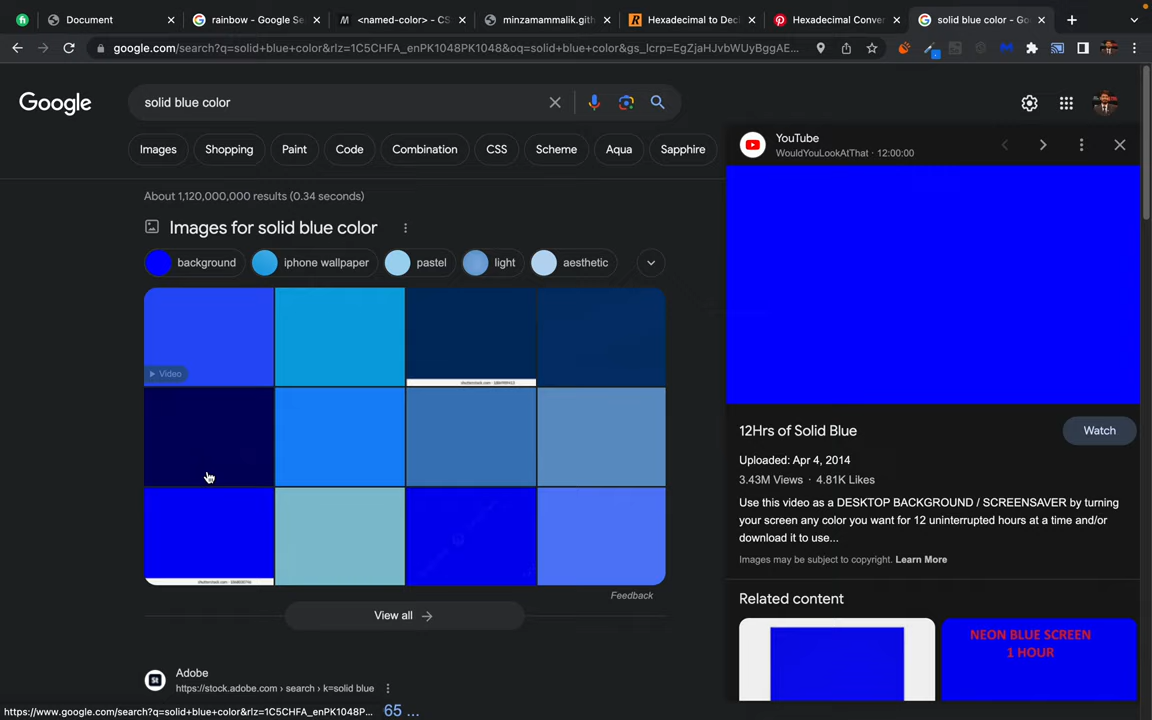 Document
rainbow - Google Se
<named-color> - CS
minzamammalik.gith
Hexadecimal to Deci
Hexadecimal Conver
solid blue color - Go
google.com/search?q=solid+blue+color&rlz=1C5CHFA_enPK1048PK1048&oq=solid+blue+color&gs_lcrp=EgZjaHJvbWUyBggAE...
Google
solid blue color
Images
Shopping
Paint
Code
Combination
CSS
Scheme
Aqua
Sapphire
YouTube
WouldYouLookAtThat · 12:00:00
About 1,120,000,000 results (0.34 seconds)
Images for solid blue color
background
iphone wallpaper
pastel
light
aesthetic
Video
12Hrs of Solid Blue
Watch
Uploaded: Apr 4, 2014
3.43M Views · 4.81K Likes
Use this video as a DESKTOP BACKGROUND / SCREENSAVER by turning
your screen any color you want for 12 uninterrupted hours at a time and/or
download it to use...
Images may be subject to copyright. Learn More
Feedback
View all
Related content
NEON BLUE SCREEN
1 HOUR
Adobe
https://stock.adobe.com › search › k=solid blue
65 ...
https://www.google.com/search?q=solid+blue+color&rlz=1C5CHFA_enPK1048P...